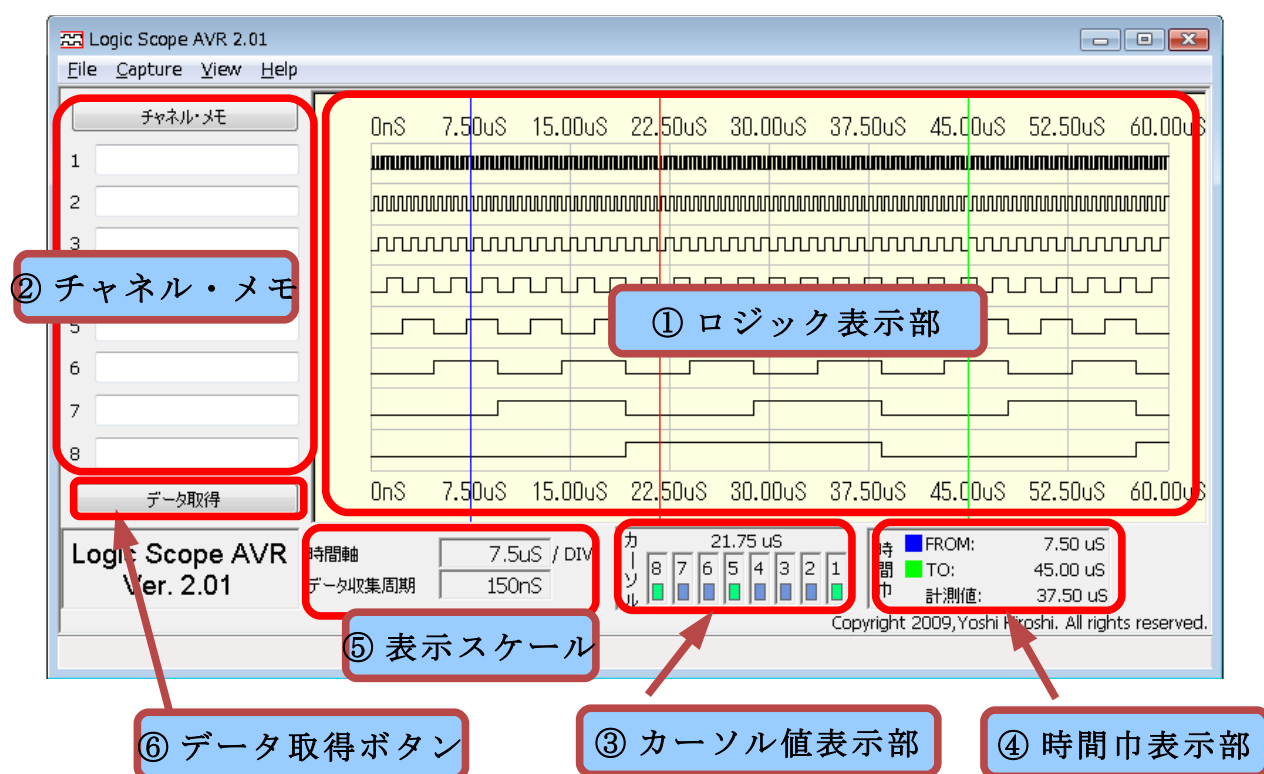 Logic Scope AVR 2.01
File Capture View Help
チャネル・メモ
1
2
3
5
6
7
8
② チャネル・メモ
データ取得
0nS 7.50uS 15.00uS 22.50uS 30.00uS 37.50uS 45.00uS 52.50uS 60.00uS
① ロジック表示部
0nS 7.50uS 15.00uS 22.50uS 30.00uS 37.50uS 45.00uS 52.50uS 60.00uS
Logic Scope AVR
Ver. 2.01
時間軸 7.5uS / DIV
データ収集周期 150nS
カーソル
21.75 uS
8 7 6 5 4 3 2 1
時間巾
FROM: 7.50 uS
TO: 45.00 uS
計測値: 37.50 uS
Copyright 2009,Yoshi Hiroshi. All rights reserved.
⑤ 表示スケール
⑥ データ取得ボタン
③ カーソル値表示部
④ 時間巾表示部